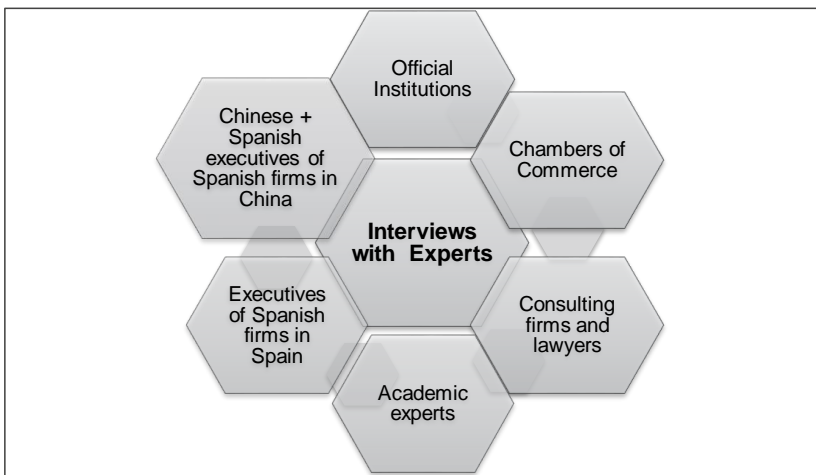 Official
Institutions
Chinese +
Spanish
executives of
Spanish firms in
China
Chambers of
Commerce
Interviews
with Experts
Executives
of Spanish
firms in
Spain
Consulting
firms and
lawyers
Academic
experts